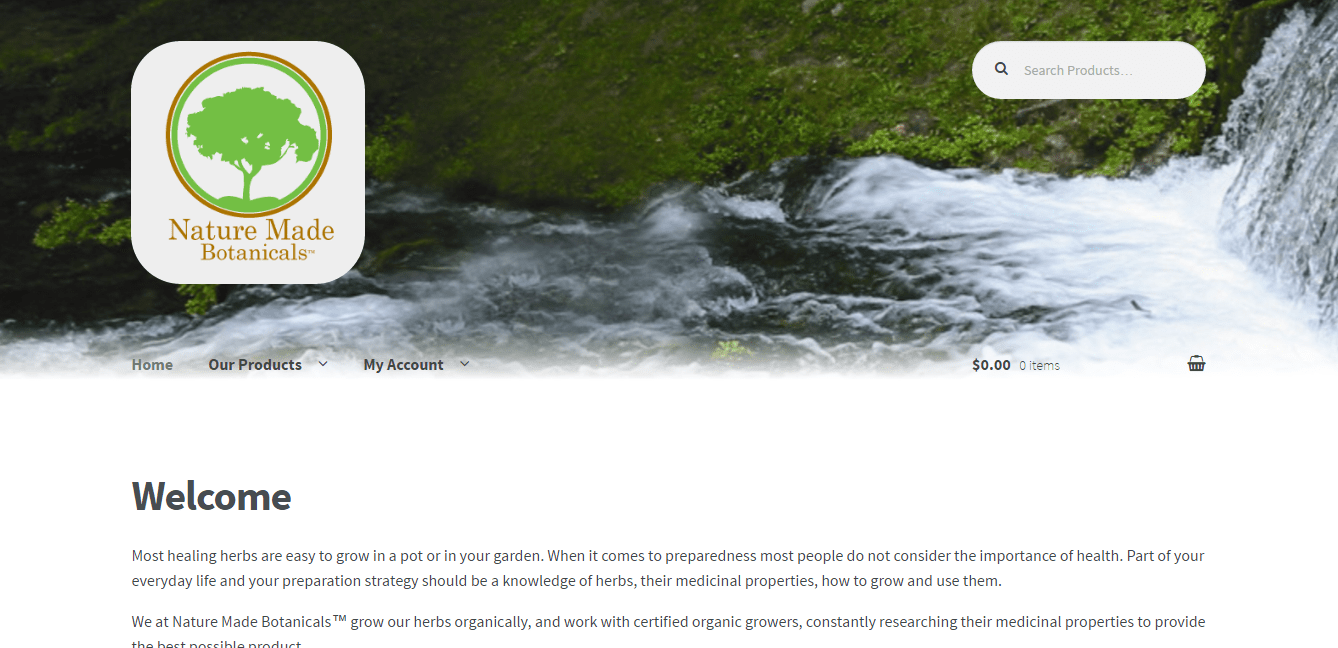 Nature Made
Botanicals™
Search Products…
Home Our Products My Account $0.00 0 items
Welcome
Most healing herbs are easy to grow in a pot or in your garden. When it comes to preparedness most people do not consider the importance of health. Part of your
everyday life and your preparation strategy should be a knowledge of herbs, their medicinal properties, how to grow and use them.
We at Nature Made Botanicals™ grow our herbs organically, and work with certified organic growers, constantly researching their medicinal properties to provide
the best possible product.